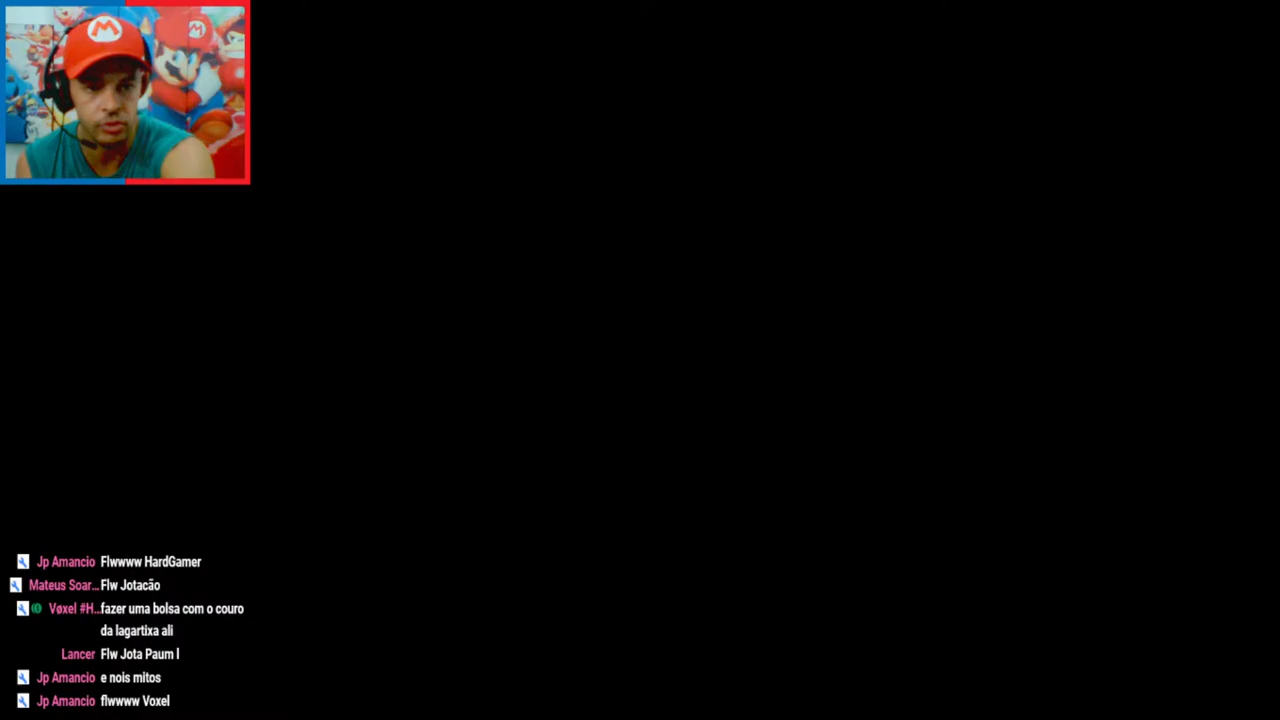 M
M
Jp Amancio Flwwww HardGamer
Mateus Soar... Flw Jotacão
Vøxel #H... fazer uma bolsa com o couro
da lagartixa ali
Lancer Flw Jota Paum l
Jp Amancio e nois mitos
Jp Amancio flwwww Voxel